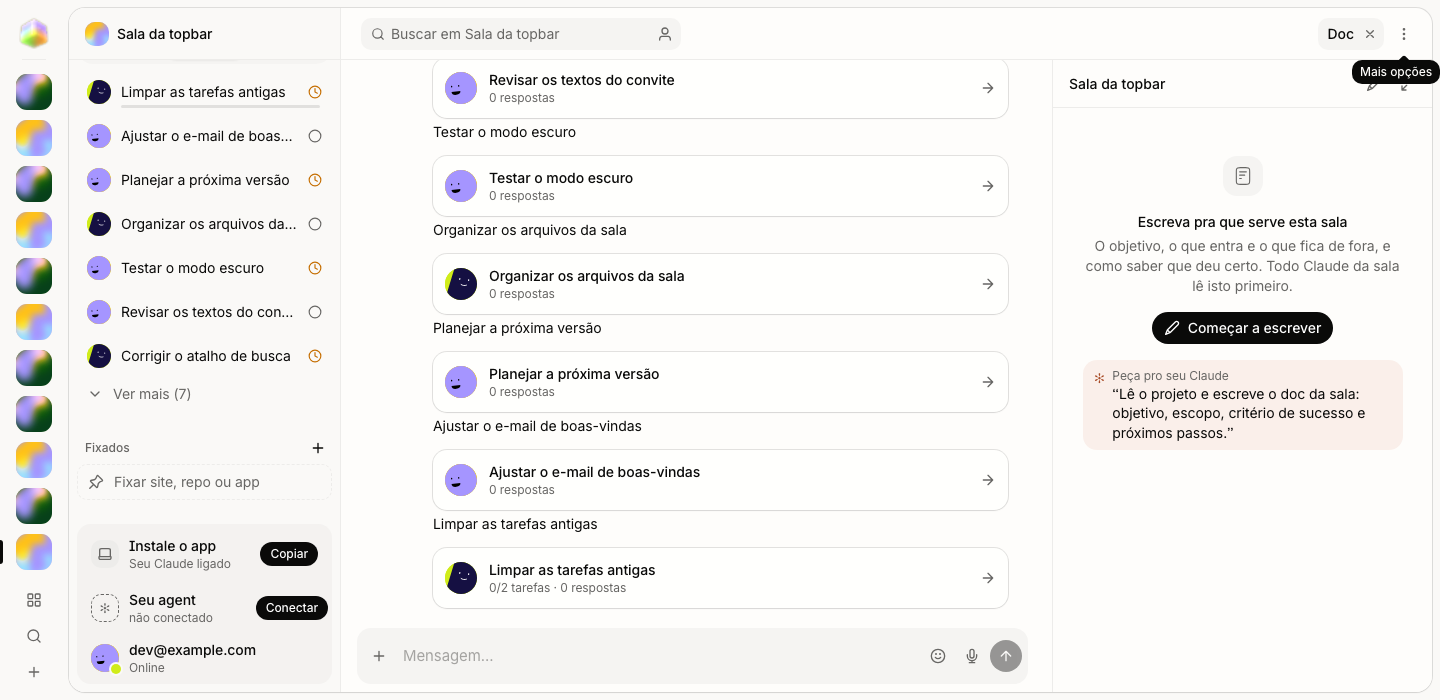 Sala da topbar
Buscar em Sala da topbar
Doc
Mais opções
Limpar as tarefas antigas
Ajustar o e-mail de boas...
Planejar a próxima versão
Organizar os arquivos da...
Testar o modo escuro
Revisar os textos do con...
Corrigir o atalho de busca
Ver mais (7)
Fixados
Fixar site, repo ou app
Instale o app
Seu Claude ligado
Copiar
Seu agent
não conectado
Conectar
dev@example.com
Online
Revisar os textos do convite
0 respostas
Testar o modo escuro
Testar o modo escuro
0 respostas
Organizar os arquivos da sala
Organizar os arquivos da sala
0 respostas
Planejar a próxima versão
Planejar a próxima versão
0 respostas
Ajustar o e-mail de boas-vindas
Ajustar o e-mail de boas-vindas
0 respostas
Limpar as tarefas antigas
Limpar as tarefas antigas
0/2 tarefas · 0 respostas
Mensagem...
Sala da topbar
Escreva pra que serve esta sala
O objetivo, o que entra e o que fica de fora, e
como saber que deu certo. Todo Claude da sala
lê isto primeiro.
Começar a escrever
Peça pro seu Claude
“Lê o projeto e escreve o doc da sala:
objetivo, escopo, critério de sucesso e
próximos passos.”